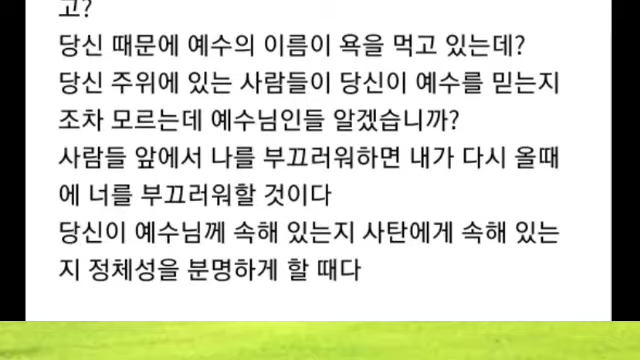 고?
당신 때문에 예수의 이름이 욕을 먹고 있는데?
당신 주위에 있는 사람들이 당신이 예수를 믿는지
조차 모르는데 예수님인들 알겠습니까?
사람들 앞에서 나를 부끄러워하면 내가 다시 올때
에 너를 부끄러워할 것이다
당신이 예수님께 속해 있는지 사탄에게 속해 있는
지 정체성을 분명하게 할 때다